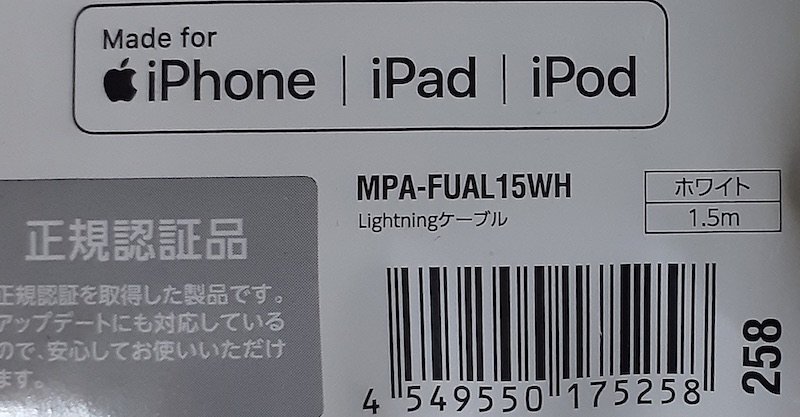 Made for
iPhone | iPad | iPod
MPA-FUAL15WH
Lightningケーブル
ホワイト
1.5m
正規認証品
正規認証を取得した製品です。
アップデートにも対応している
ので、安心してお使いいただけ
ます。
4 549550 175258
258